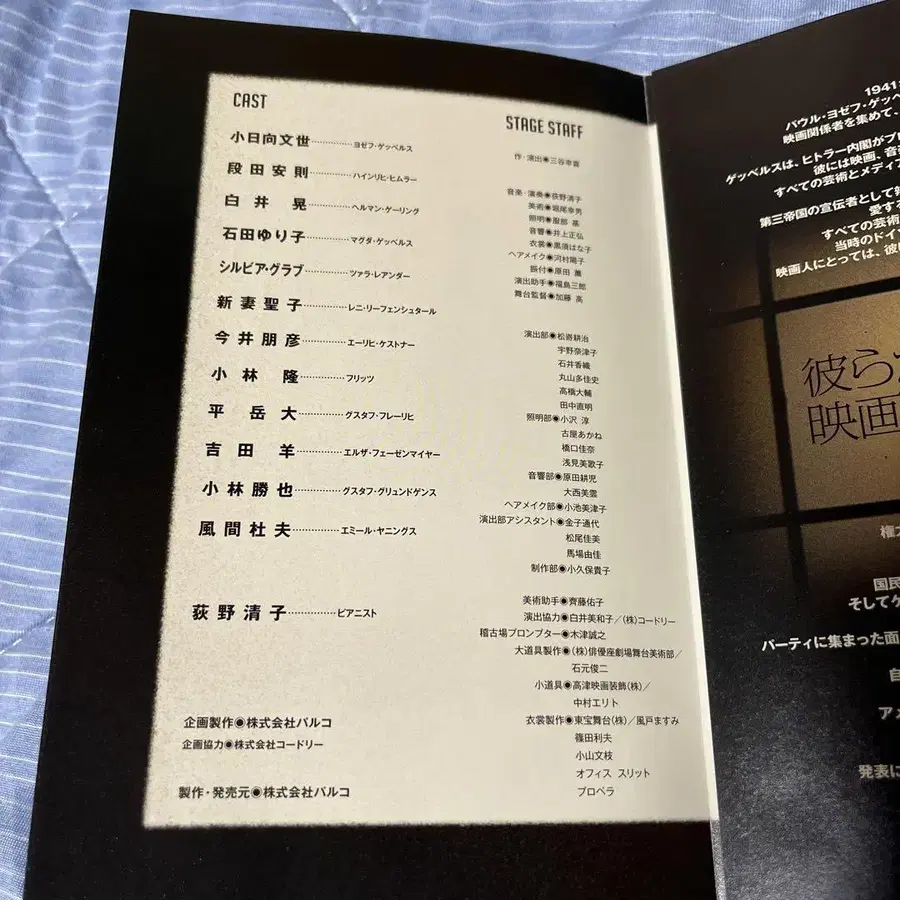 CAST
小日向文世…………ヨゼフ・ゲッベルス
段田安則…………ハインリヒ・ヒムラー
白井 晃…………ヘルマン・ゲーリング
石田ゆり子…………マグダ・ゲッベルス
シルビア・グラブ…………ツァラ・レアンダー
新妻聖子…………レニ・リーフェンシュタール
今井朋彦…………エーリヒ・ケストナー
小林 隆…………フリッツ
平 岳大…………グスタフ・フレーリヒ
吉田 羊…………エルザ・フェーゼンマイヤー
小林勝也…………グスタフ・グリュンドゲンス
風間杜夫…………エミール・ヤニングス
荻野清子…………ピアニスト
企画製作◉株式会社パルコ
企画協力◉株式会社コードリー
製作・発売元◉株式会社パルコ
STAGE STAFF
作・演出◉三谷幸喜
音楽・演奏◉荻野清子
美術◉堀尾幸男
照明◉服部 基
音響◉井上正弘
衣裳◉黒須はな子
ヘアメイク◉河村陽子
振付◉原田 薫
演出助手◉福島三郎
舞台監督◉加藤 高
演出部◉松嵜耕治
宇野奈津子
石井香織
丸山多佳史
高橋大輔
田中直明
照明部◉小沢 淳
古屋あかね
橋口佳奈
浅見美歌子
音響部◉原田耕児
大西美雲
ヘアメイク部◉小池美津子
演出部アシスタント◉金子通代
松尾佳美
馬場由佳
制作部◉小久保貴子
美術助手◉齊藤佑子
演出協力◉白井美和子/(株)コードリー
稽古場プロンプター◉木津誠之
大道具製作◉(株)俳優座劇場舞台美術部/
石元俊二
小道具◉高津映画装飾(株)/
中村エリト
衣裳製作◉東宝舞台(株)/風戸ますみ
篠田利夫
小山文枝
オフィス スリット
プロペラ
1941
パウル・ヨゼフ・ゲッベ
映画関係者を集めて、
ゲッベルスは、ヒトラー内閣がプロ
彼には映画、音
すべての芸術とメディア
第三帝国の宣伝者として
愛する
すべての芸術
当時のドイ
映画人にとっては、彼
彼ら
映画
権
国民
そしてゲ
パーティに集まった面
自
アメ
発表に